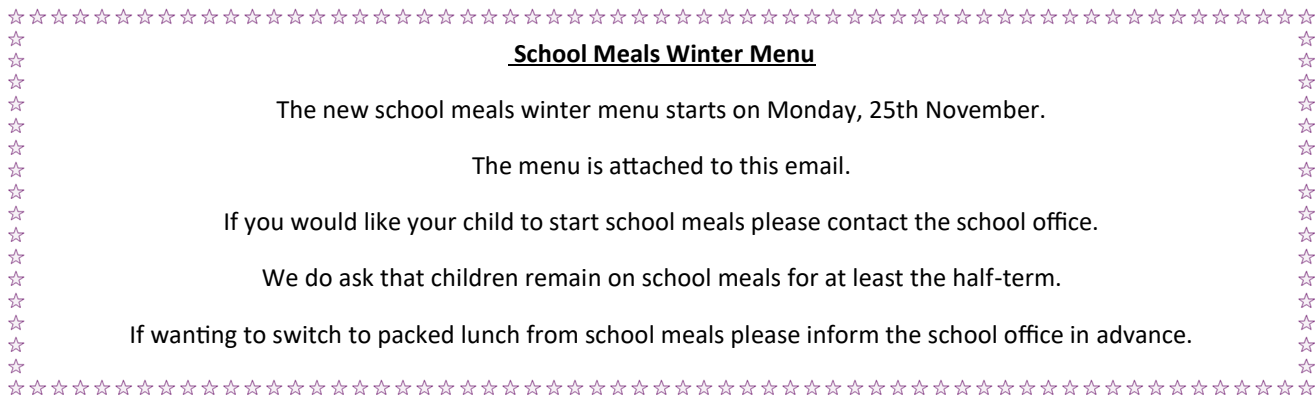 School Meals Winter Menu
The new school meals winter menu starts on Monday, 25th November.
The menu is attached to this email.
If you would like your child to start school meals please contact the school office.
We do ask that children remain on school meals for at least the half-term.
If wanting to switch to packed lunch from school meals please inform the school office in advance.